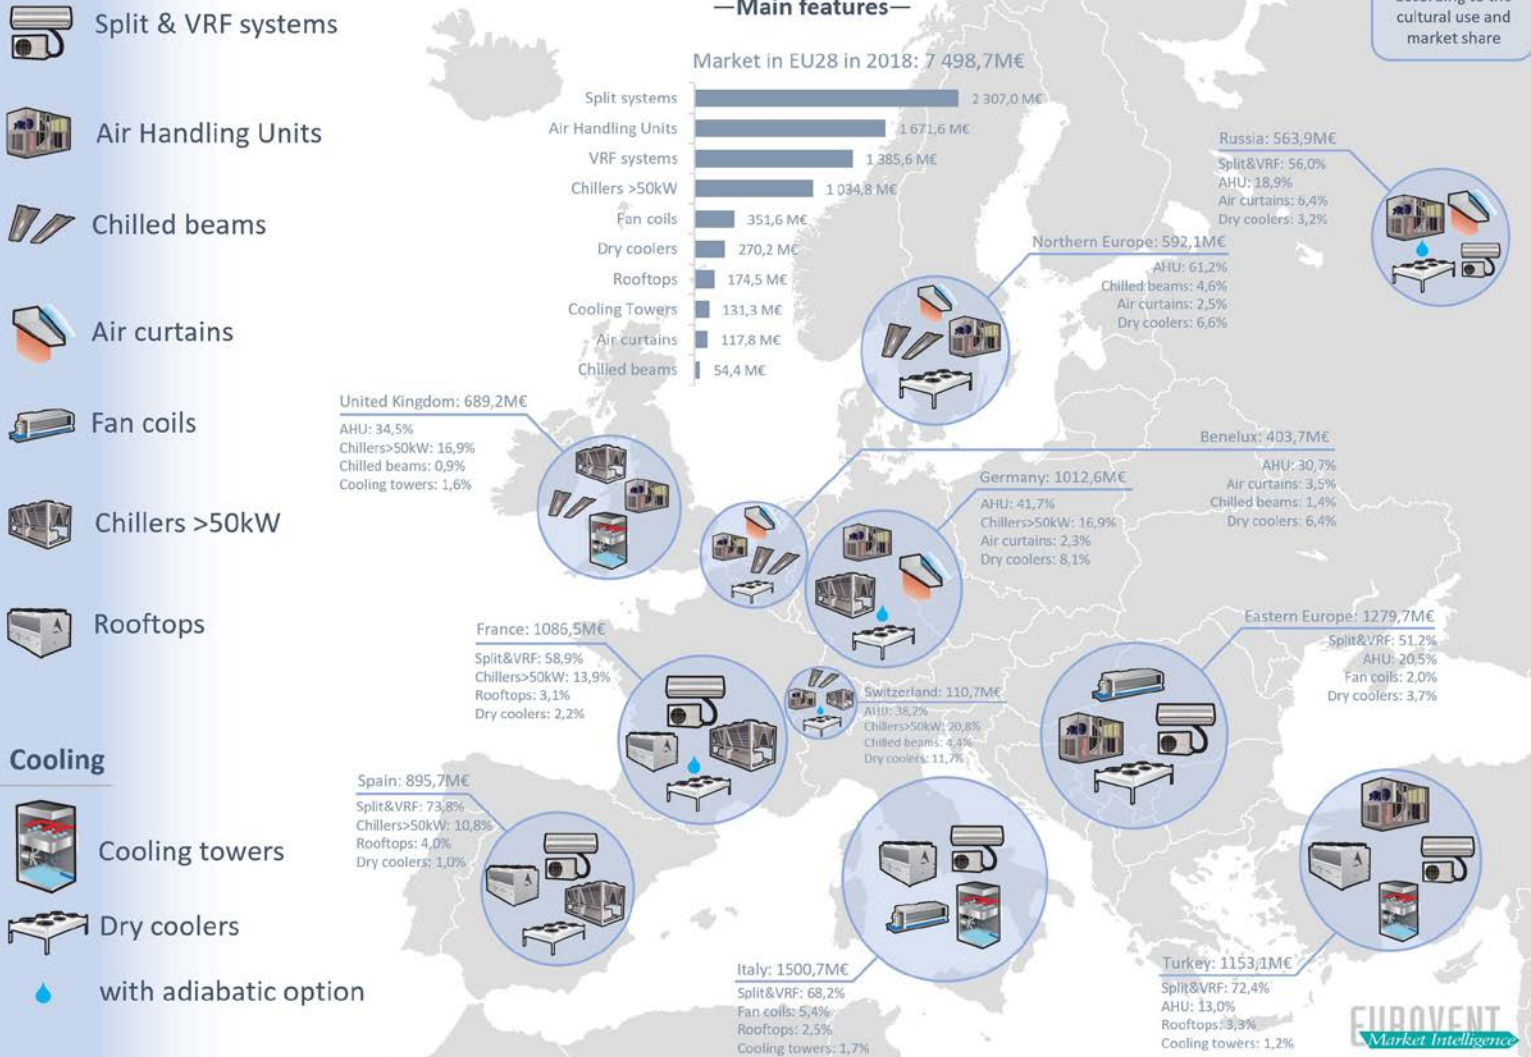 —Main features—
according to the
cultural use and
market share
Split & VRF systems
Air Handling Units
Chilled beams
Air curtains
Fan coils
Chillers >50kW
Rooftops
Cooling
Cooling towers
Dry coolers
with adiabatic option
Market in EU28 in 2018: 7 498,7M€
Split systems 2 307,0 M€
Air Handling Units 1 671,6 M€
VRF systems 1 385,6 M€
Chillers >50kW 1 034,8 M€
Fan coils 351,6 M€
Dry coolers 270,2 M€
Rooftops 174,5 M€
Cooling Towers 131,3 M€
Air curtains 117,8 M€
Chilled beams 54,4 M€
Russia: 563,9M€
Split&VRF: 56,0%
AHU: 18,9%
Air curtains: 6,4%
Dry coolers: 3,2%
Northern Europe: 592,1M€
AHU: 61,2%
Chilled beams: 4,6%
Air curtains: 2,5%
Dry coolers: 6,6%
United Kingdom: 689,2M€
AHU: 34,5%
Chillers>50kW: 16,9%
Chilled beams: 0,9%
Cooling towers: 1,6%
Benelux: 403,7M€
AHU: 30,7%
Air curtains: 3,5%
Chilled beams: 1,4%
Dry coolers: 6,4%
Germany: 1012,6M€
AHU: 41,7%
Chillers>50kW: 16,9%
Air curtains: 2,3%
Dry coolers: 8,1%
France: 1086,5M€
Split&VRF: 58,9%
Chillers>50kW: 13,9%
Rooftops: 3,1%
Dry coolers: 2,2%
Switzerland: 110,7M€
AHU: 38,2%
Chillers>50kW: 20,8%
Chilled beams: 4,4%
Dry coolers: 11,7%
Eastern Europe: 1279,7M€
Split&VRF: 51,2%
AHU: 20,5%
Fan coils: 2,0%
Dry coolers: 3,7%
Spain: 895,7M€
Split&VRF: 73,8%
Chillers>50kW: 10,8%
Rooftops: 4,0%
Dry coolers: 1,0%
Italy: 1500,7M€
Split&VRF: 68,2%
Fan coils: 5,4%
Rooftops: 2,5%
Cooling towers: 1,7%
Turkey: 1153,1M€
Split&VRF: 72,4%
AHU: 13,0%
Rooftops: 3,3%
Cooling towers: 1,2%
EUROVENT
Market Intelligence